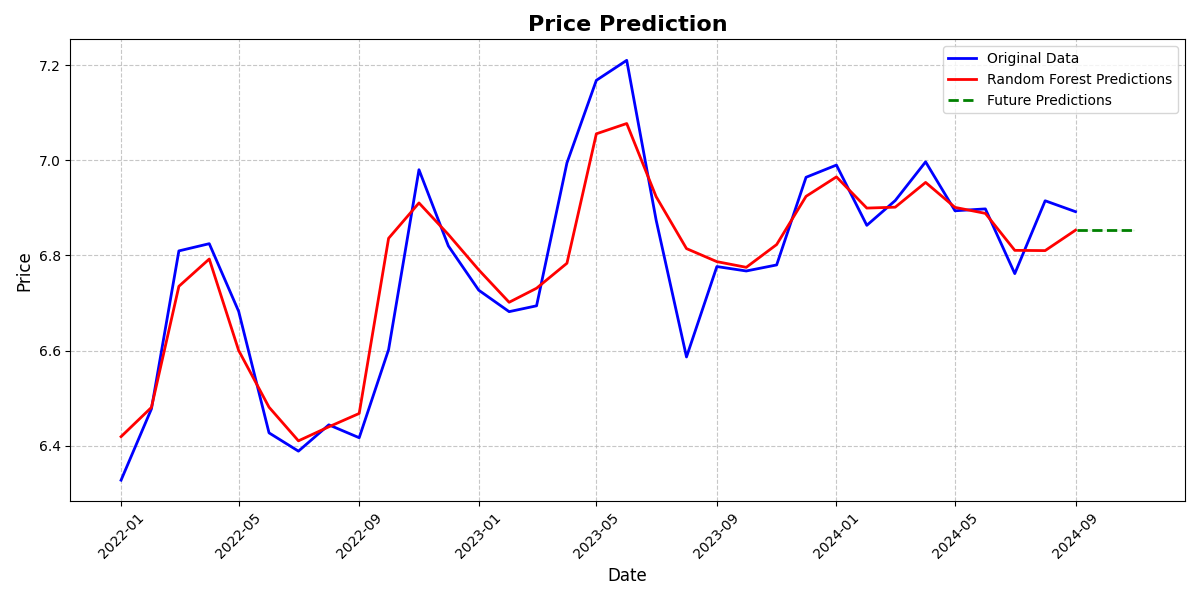 Price Prediction
Original Data
Random Forest Predictions
Future Predictions
Price
7.2
7.0
6.8
6.6
6.4
2022-01
2022-05
2022-09
2023-01
2023-05
2023-09
2024-01
2024-05
2024-09
Date